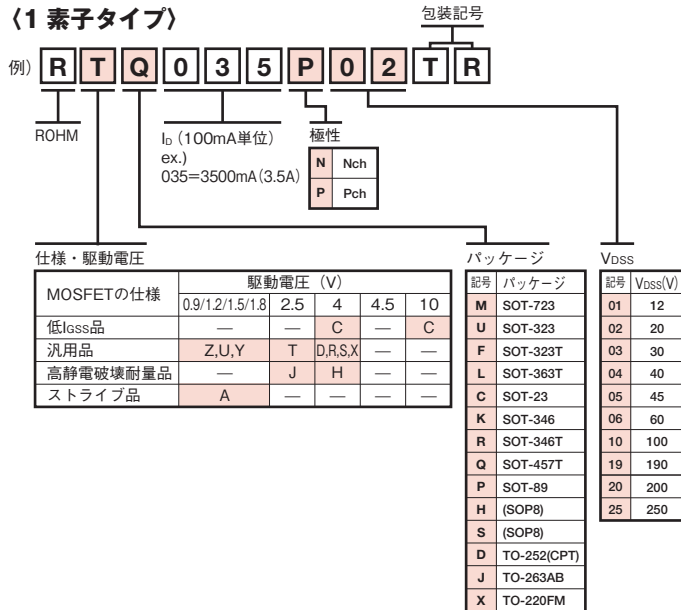 〈1 素子タイプ〉
包装記号
例) R T Q 0 3 5 P 0 2 T R
ROHM
ID (100mA単位)
ex.)
035=3500mA(3.5A)
極性
N Nch
P Pch
仕様・駆動電圧
MOSFETの仕様 駆動電圧 (V)
0.9/1.2/1.5/1.8 2.5 4 4.5 10
低IGSS品 — — C — C
汎用品 Z,U,Y T D,R,S,X — —
高静電破壊耐量品 — J H — —
ストライプ品 A — — — —
パッケージ
記号 パッケージ
M SOT-723
U SOT-323
F SOT-323T
L SOT-363T
C SOT-23
K SOT-346
R SOT-346T
Q SOT-457T
P SOT-89
H (SOP8)
S (SOP8)
D TO-252(CPT)
J TO-263AB
X TO-220FM
VDSS
記号 VDSS(V)
01 12
02 20
03 30
04 40
05 45
06 60
10 100
19 190
20 200
25 250